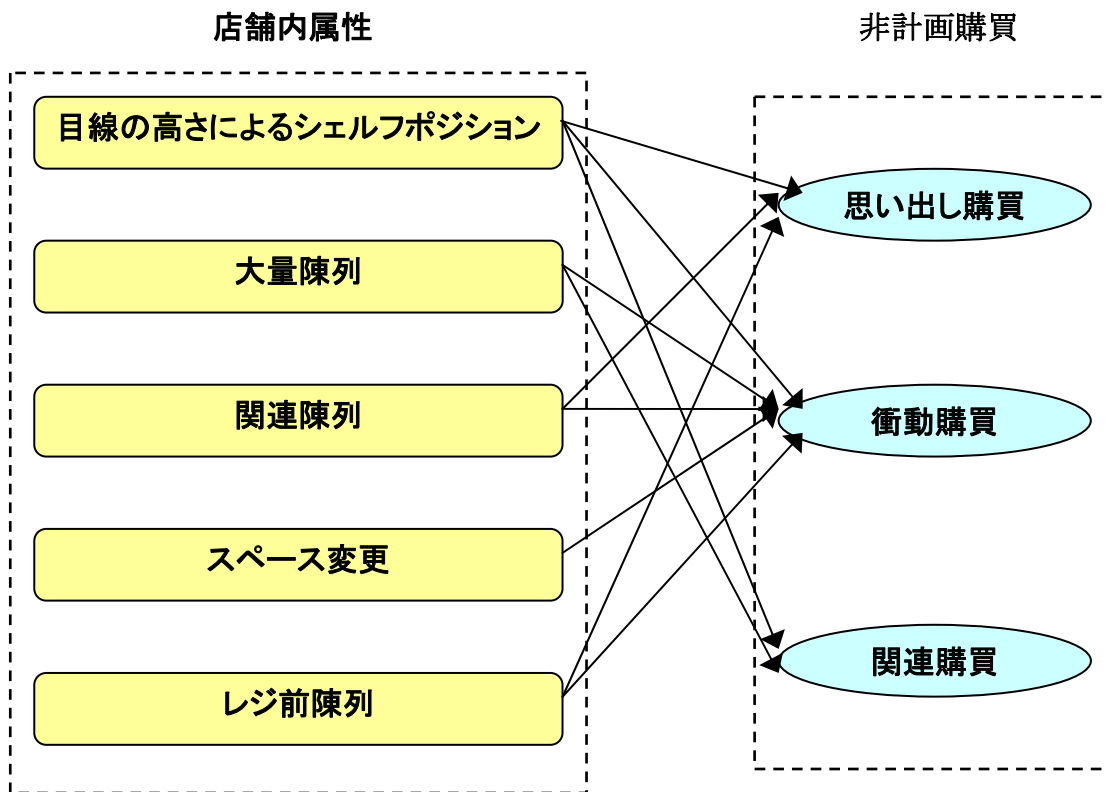 店舗内属性
非計画購買
目線の高さによるシェルフポジション
大量陳列
関連陳列
スペース変更
レジ前陳列
思い出し購買
衝動購買
関連購買